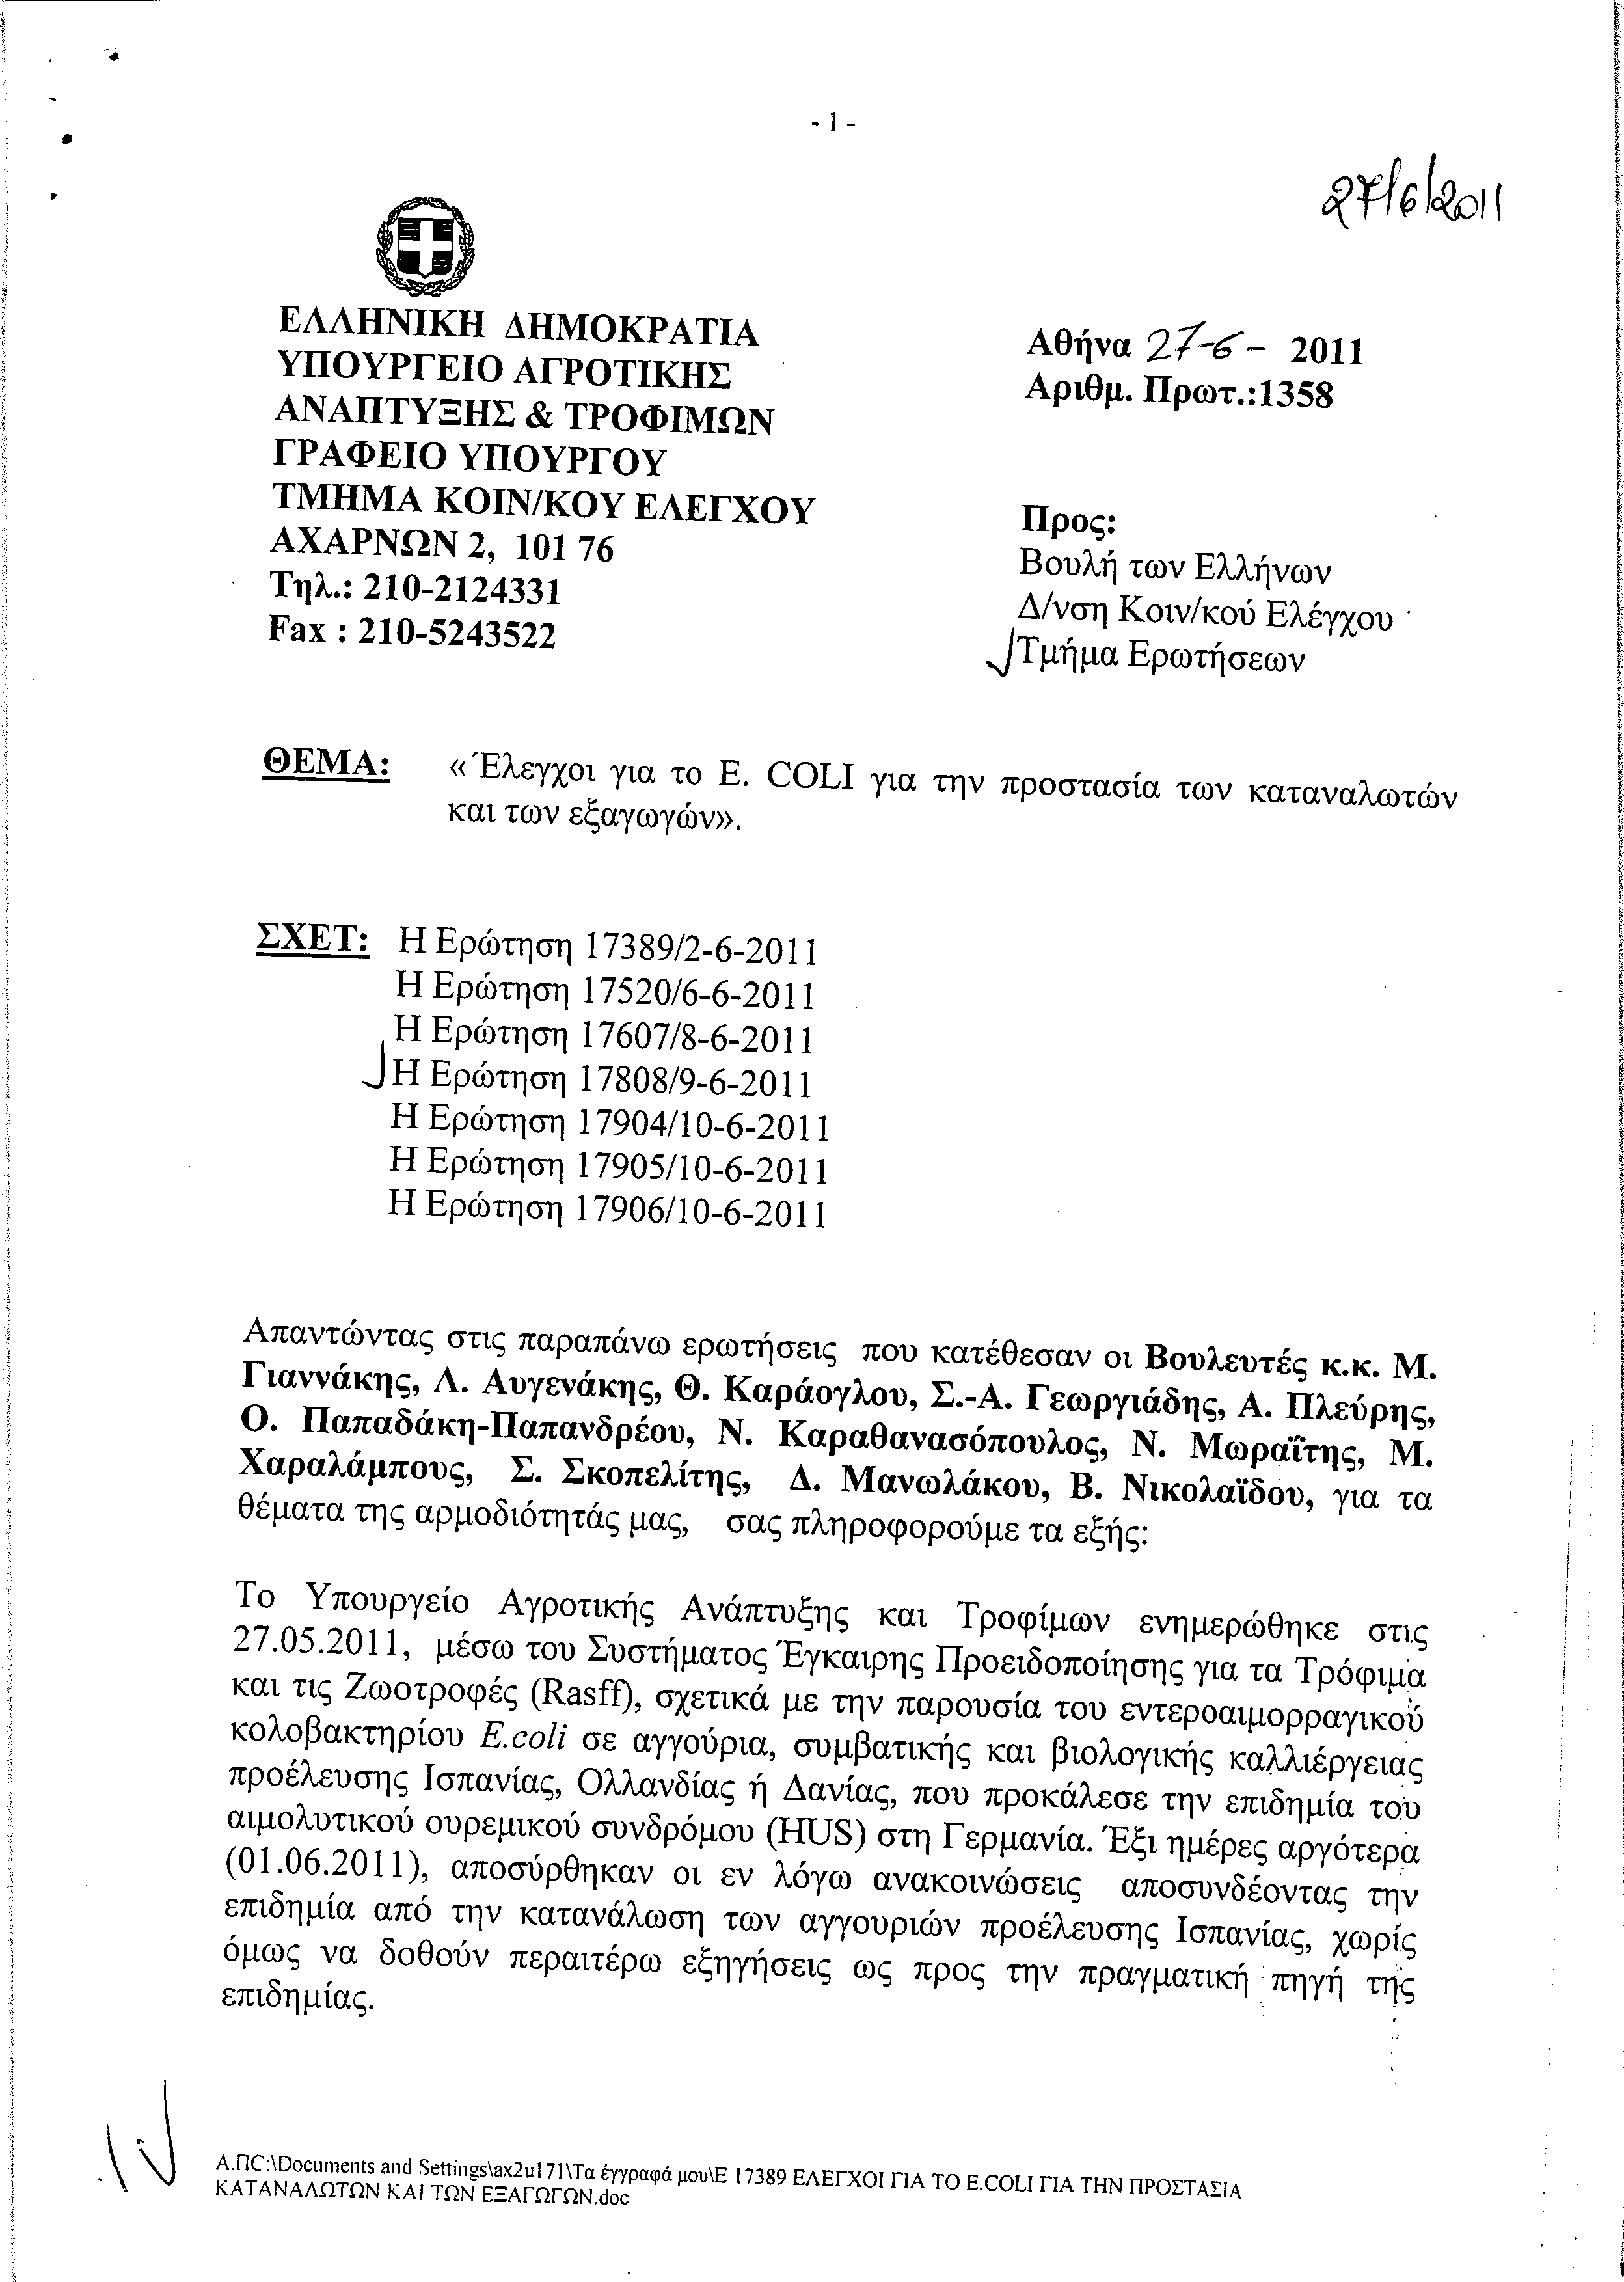 - 1 -
27/6/2011
ΕΛΛΗΝΙΚΗ ΔΗΜΟΚΡΑΤΙΑ
ΥΠΟΥΡΓΕΙΟ ΑΓΡΟΤΙΚΗΣ
ΑΝΑΠΤΥΞΗΣ & ΤΡΟΦΙΜΩΝ
ΓΡΑΦΕΙΟ ΥΠΟΥΡΓΟΥ
ΤΜΗΜΑ ΚΟΙΝ/ΚΟΥ ΕΛΕΓΧΟΥ
ΑΧΑΡΝΩΝ 2, 101 76
Τηλ.: 210-2124331
Fax : 210-5243522
Αθήνα 27-6- 2011
Αριθμ. Πρωτ.:1358
Προς:
Βουλή των Ελλήνων
Δ/νση Κοιν/κού Ελέγχου
Τμήμα Ερωτήσεων
ΘΕΜΑ: «Έλεγχοι για το E. COLI για την προστασία των καταναλωτών
και των εξαγωγών».
ΣΧΕΤ: Η Ερώτηση 17389/2-6-2011
Η Ερώτηση 17520/6-6-2011
Η Ερώτηση 17607/8-6-2011
Η Ερώτηση 17808/9-6-2011
Η Ερώτηση 17904/10-6-2011
Η Ερώτηση 17905/10-6-2011
Η Ερώτηση 17906/10-6-2011
Απαντώντας στις παραπάνω ερωτήσεις που κατέθεσαν οι Βουλευτές κ.κ. Μ.
Γιαννάκης, Λ. Αυγενάκης, Θ. Καράογλου, Σ.-Α. Γεωργιάδης, Α. Πλεύρης,
Ο. Παπαδάκη-Παπανδρέου, Ν. Καραθανασόπουλος, Ν. Μωραΐτης, Μ.
Χαραλάμπους, Σ. Σκοπελίτης, Δ. Μανωλάκου, Β. Νικολαΐδου, για τα
θέματα της αρμοδιότητάς μας, σας πληροφορούμε τα εξής:
Το Υπουργείο Αγροτικής Ανάπτυξης και Τροφίμων ενημερώθηκε στις
27.05.2011, μέσω του Συστήματος Έγκαιρης Προειδοποίησης για τα Τρόφιμα
και τις Ζωοτροφές (Rasff), σχετικά με την παρουσία του εντεροαιμορραγικού
κολοβακτηρίου E.coli σε αγγούρια, συμβατικής και βιολογικής καλλιέργειας
προέλευσης Ισπανίας, Ολλανδίας ή Δανίας, που προκάλεσε την επιδημία του
αιμολυτικού ουρεμικού συνδρόμου (HUS) στη Γερμανία. Έξι ημέρες αργότερα
(01.06.2011), αποσύρθηκαν οι εν λόγω ανακοινώσεις αποσυνδέοντας την
επιδημία από την κατανάλωση των αγγουριών προέλευσης Ισπανίας, χωρίς
όμως να δοθούν περαιτέρω εξηγήσεις ως προς την πραγματική πηγή της
επιδημίας.
Α.ΠC:\Documents and Settings\ax2u171\Τα έγγραφά μου\Ε 17389 ΕΛΕΓΧΟΙ ΓΙΑ ΤΟ E.COLI ΓΙΑ ΤΗΝ ΠΡΟΣΤΑΣΙΑ
ΚΑΤΑΝΑΛΩΤΩΝ ΚΑΙ ΤΩΝ ΕΞΑΓΩΓΩΝ.doc